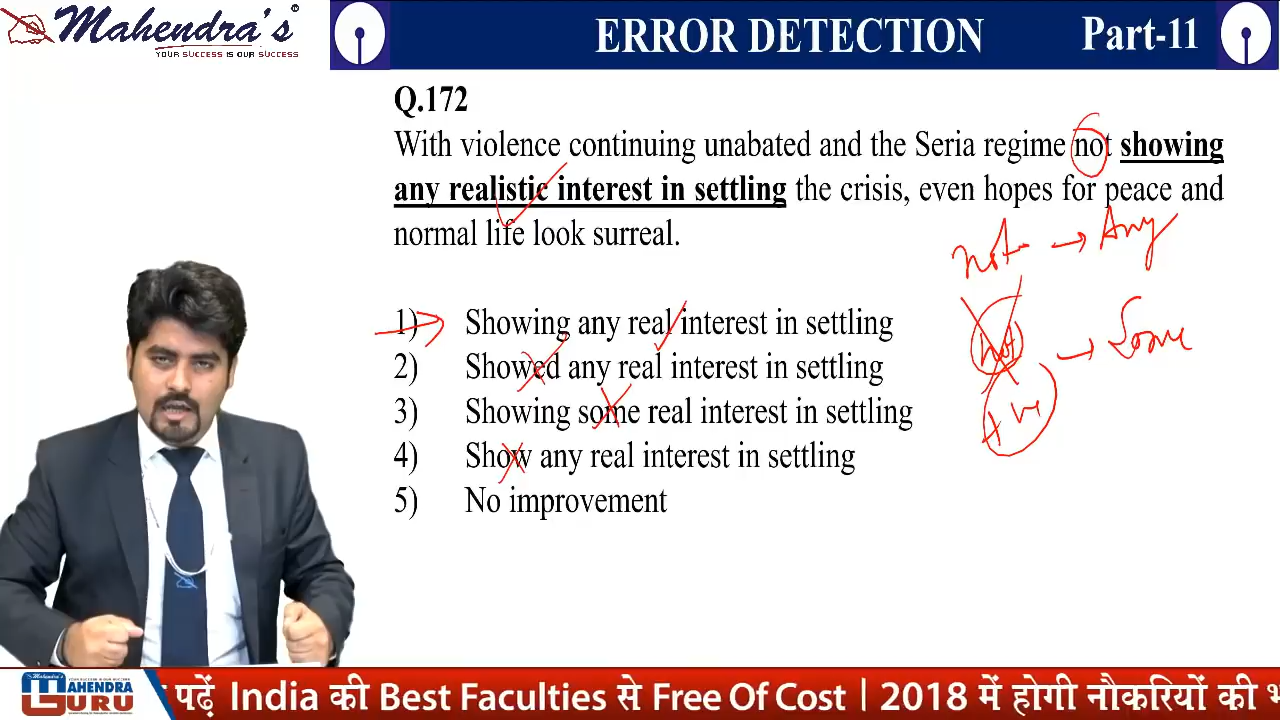 Mahendra's
YOUR SUCCESS IS OUR SUCCESS
ERROR DETECTION
Part-11
Q.172
With violence continuing unabated and the Seria regime not showing
any realistic interest in settling the crisis, even hopes for peace and
normal life look surreal.
Not → Any
Not → Some
+ve
1) Showing any real interest in settling
2) Showed any real interest in settling
3) Showing some real interest in settling
4) Show any real interest in settling
5) No improvement
Mahendra's
MAHENDRA
GURU
पढ़ें India की Best Faculties से Free Of Cost | 2018 में होगी नौकरियों की